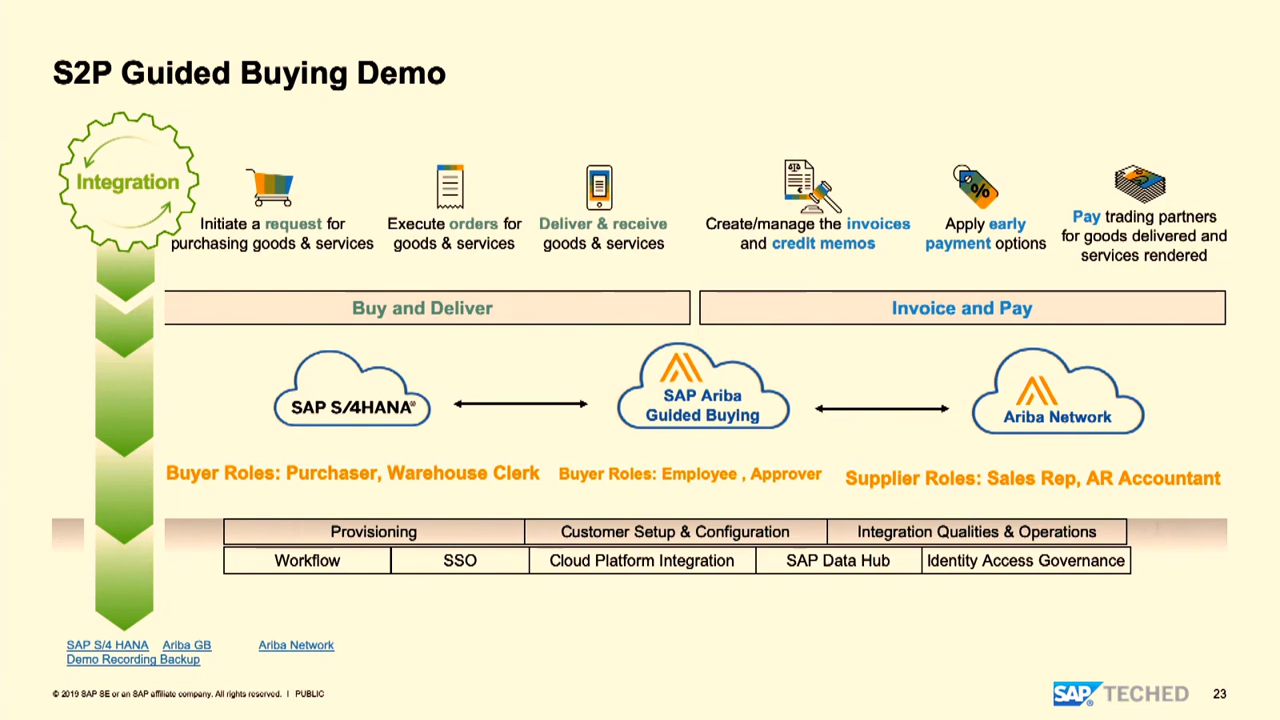 S2P Guided Buying Demo
Integration
Initiate a request for
purchasing goods & services
Execute orders for
goods & services
Deliver & receive
goods & services
Create/manage the invoices
and credit memos
%
Apply early
payment options
Pay trading partners
for goods delivered and
services rendered
Buy and Deliver
Invoice and Pay
SAP S/4HANA®
SAP Ariba
Guided Buying
Ariba Network
Buyer Roles: Purchaser, Warehouse Clerk
Buyer Roles: Employee , Approver
Supplier Roles: Sales Rep, AR Accountant
Provisioning
Customer Setup & Configuration
Integration Qualities & Operations
Workflow
SSO
Cloud Platform Integration
SAP Data Hub
Identity Access Governance
SAP S/4 HANA
Ariba GB
Ariba Network
Demo Recording Backup
© 2019 SAP SE or an SAP affiliate company. All rights reserved. | PUBLIC
SAP® TECHED
23